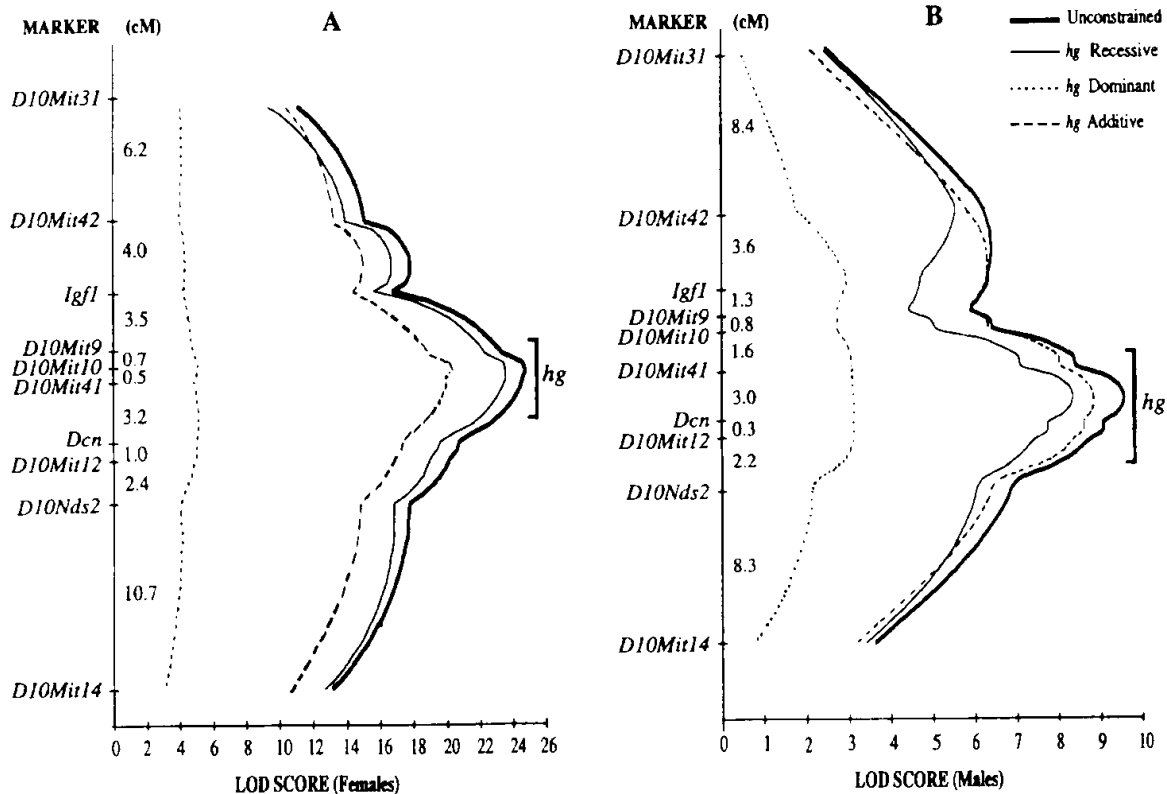 MARKER (cM) A
D10Mit31
6.2
D10Mit42
4.0
Igf1
3.5
D10Mit9
0.7
D10Mit10
0.5
D10Mit41
3.2
Dcn
1.0
D10Mit12
2.4
D10Nds2
10.7
D10Mit14
hg
0 2 4 6 8 10 12 14 16 18 20 22 24 26
LOD SCORE (Females)
MARKER (cM) B
D10Mit31
8.4
D10Mit42
3.6
Igf1
1.3
D10Mit9
0.8
D10Mit10
1.6
D10Mit41
3.0
Dcn
0.3
D10Mit12
2.2
D10Nds2
8.3
D10Mit14
hg
0 1 2 3 4 5 6 7 8 9 10
LOD SCORE (Males)
Unconstrained
hg Recessive
hg Dominant
hg Additive